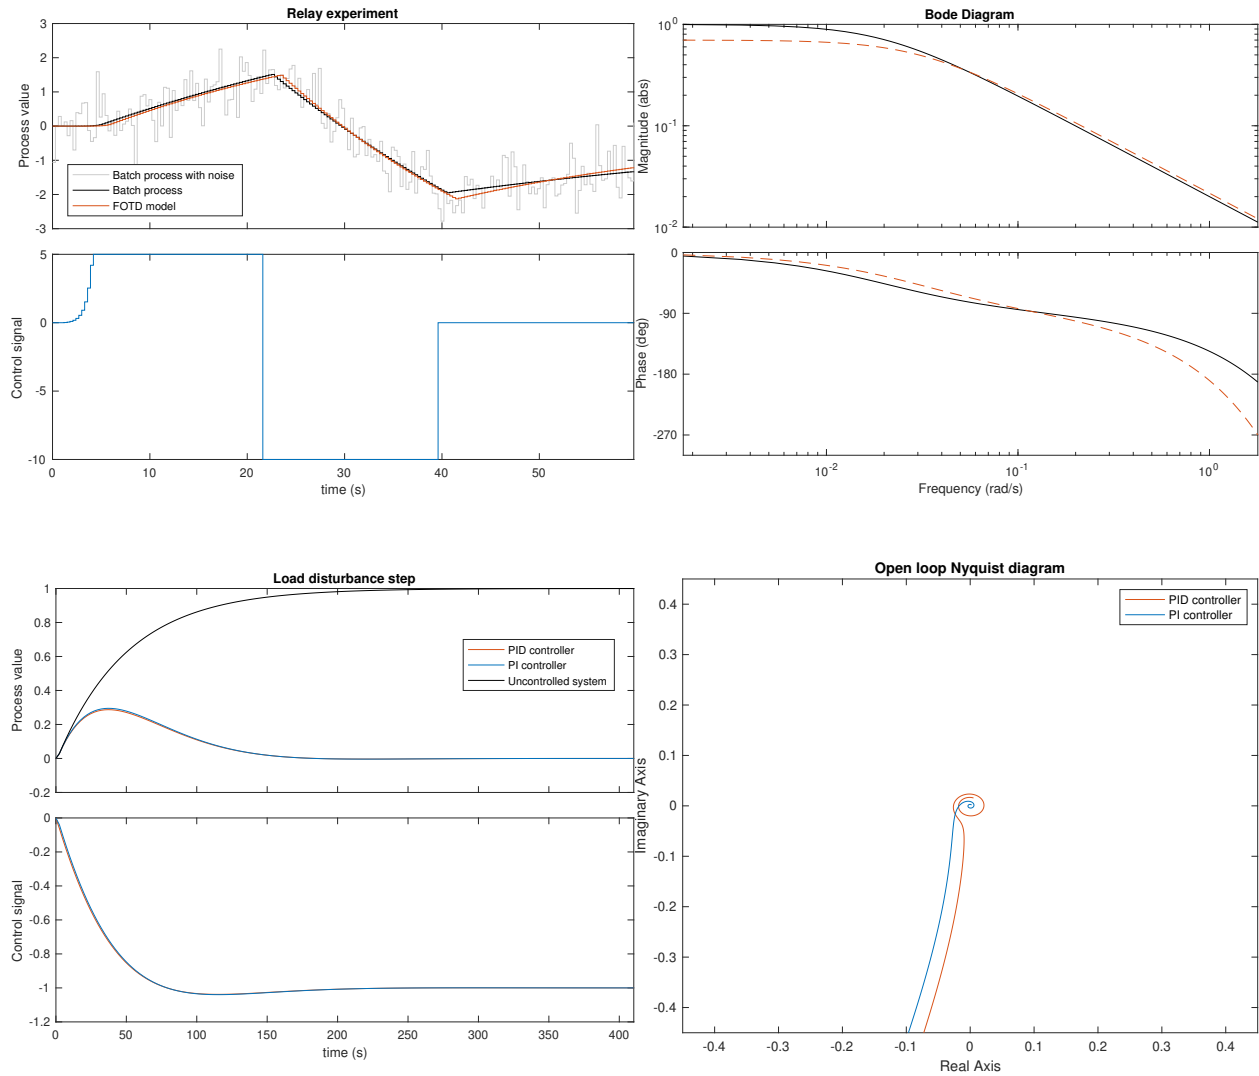 Relay experiment
Process value
3
2
1
0
-1
-2
-3
Batch process with noise
Batch process
FOTD model
Control signal
5
0
-5
-10
0
10
20
30
40
50
time (s)
Bode Diagram
Magnitude (abs)
10^0
10^-1
10^-2
Phase (deg)
0
-90
-180
-270
10^-2
10^-1
10^0
Frequency (rad/s)
Load disturbance step
Process value
1
0.8
0.6
0.4
0.2
0
-0.2
PID controller
PI controller
Uncontrolled system
Control signal
0
-0.2
-0.4
-0.6
-0.8
-1
-1.2
0
50
100
150
200
250
300
350
400
time (s)
Open loop Nyquist diagram
Imaginary Axis
0.4
0.3
0.2
0.1
0
-0.1
-0.2
-0.3
-0.4
PID controller
PI controller
-0.4
-0.3
-0.2
-0.1
0
0.1
0.2
0.3
0.4
Real Axis